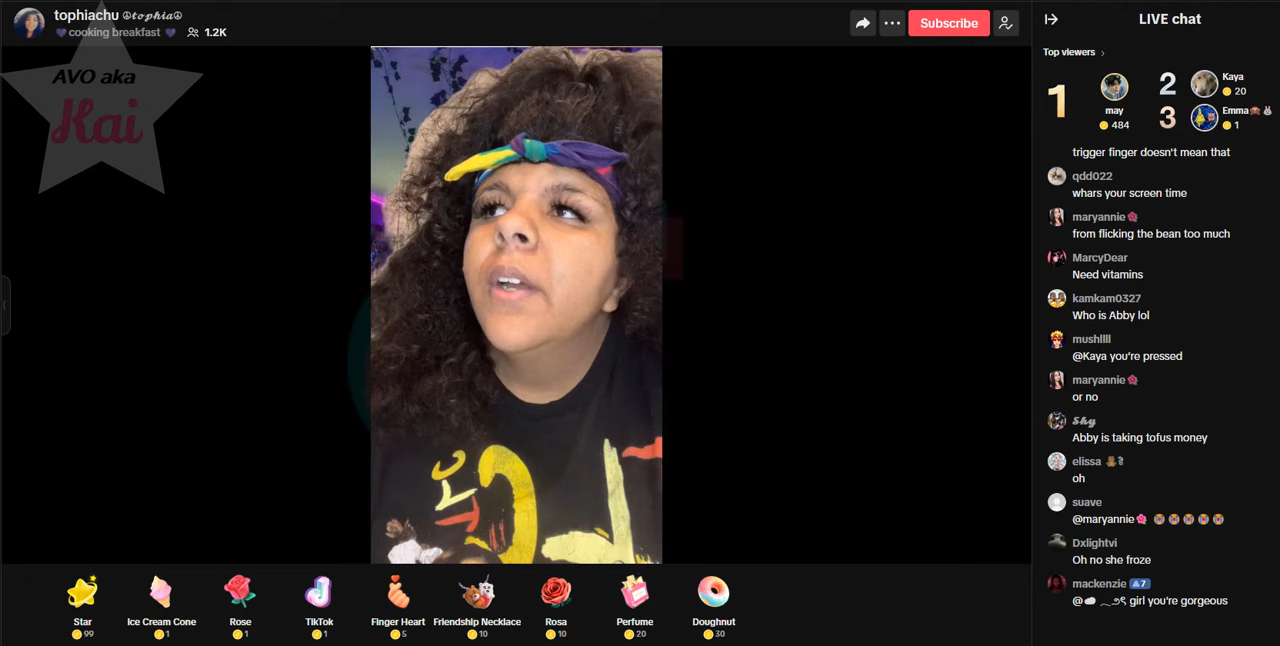 tophiachu ☮𝓽𝓸𝓹𝓱𝓲𝓪☮
💜cooking breakfast 💜 1.2K
Subscribe
LIVE chat
AVO aka
Kai
Top viewers
1
may
484
2
Kaya
20
3
Emma
1
trigger finger doesn't mean that
qdd022
whars your screen time
maryannie🌺
from flicking the bean too much
MarcyDear
Need vitamins
kamkam0327
Who is Abby lol
mushllll
@Kaya you're pressed
maryannie🌺
or no
𝓢𝓱𝔂
Abby is taking tofus money
elissa
oh
suave
@maryannie🌺
Dxlightvi
Oh no she froze
mackenzie 7
@☁ girl you're gorgeous
Star
99
Ice Cream Cone
1
Rose
1
TikTok
1
Finger Heart
5
Friendship Necklace
10
Rosa
10
Perfume
20
Doughnut
30